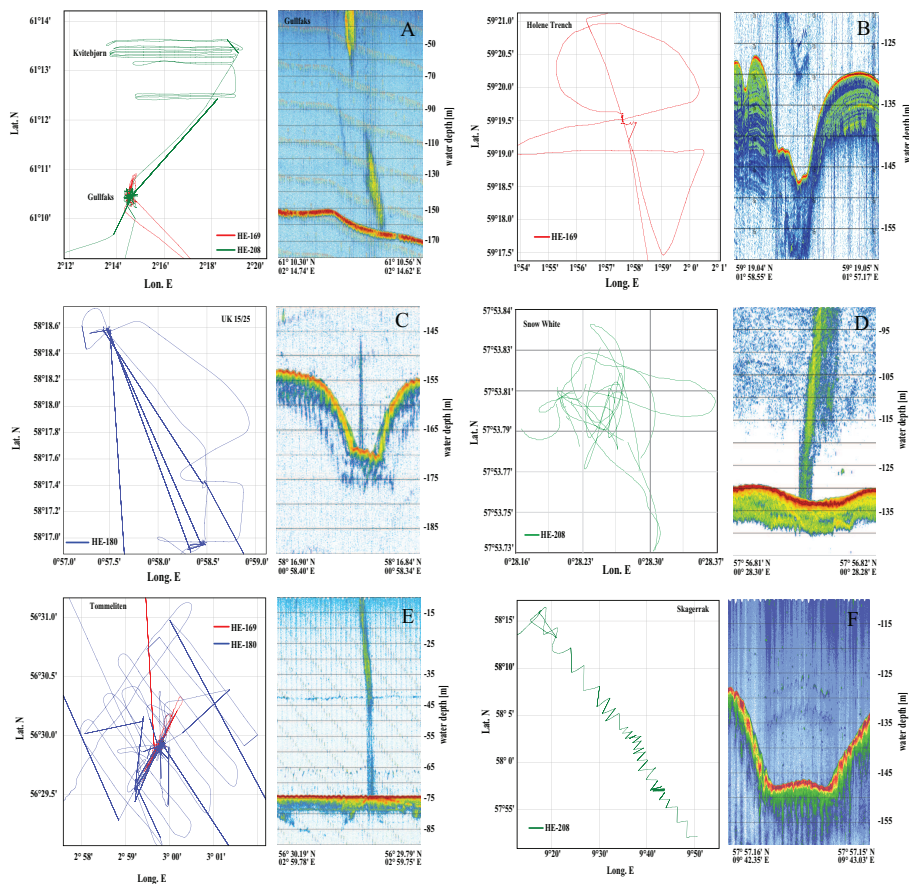 61°14'
61°13'
61°12'
61°11'
61°10'
Lat. N
Kvitebjørn
Gullfaks
HE-169
HE-208
2°12' 2°14' 2°16' 2°18' 2°20'
Lon. E
Gullfaks
A
-50
-70
-90
-110
-130
-150
-170
water depth [m]
61° 10.30' N
02° 14.74' E
61° 10.56' N
02° 14.62' E
59°21.0'
59°20.5'
59°20.0'
59°19.5'
59°19.0'
59°18.5'
59°18.0'
59°17.5'
Lat. N
Holene Trench
HE-169
1°54' 1°56' 1°57' 1°58' 1°59' 2° 0' 2° 1'
Long. E
B
-125
-135
-145
-155
water depth [m]
59° 19.04' N
01° 58.55' E
59° 19.05' N
01° 57.17' E
58°18.6'
58°18.4'
58°18.2'
58°18.0'
58°17.8'
58°17.6'
58°17.4'
58°17.2'
58°17.0'
Lat. N
UK 15/25
HE-180
0°57.0' 0°57.5' 0°58.0' 0°58.5' 0°59.0'
Long. E
C
-145
-155
-165
-175
-185
water depth [m]
58° 16.90' N
00° 58.40' E
58° 16.84' N
00° 58.34' E
57°53.84'
57°53.83'
57°53.81'
57°53.79'
57°53.77'
57°53.75'
57°53.73'
Lat. N
Snow White
HE-208
0°28.16' 0°28.23' 0°28.30' 0°28.37'
Lon. E
D
-95
-105
-115
-125
-135
water depth [m]
57° 56.81' N
00° 28.30' E
57° 56.82' N
00° 28.28' E
56°31.0'
56°30.5'
56°30.0'
56°29.5'
Lat. N
Tommeliten
HE-169
HE-180
2° 58' 2° 59' 3° 00' 3° 01'
Long. E
E
-15
-25
-35
-45
-55
-65
-75
-85
water depth [m]
56° 30.19' N
02° 59.78' E
56° 29.79' N
02° 59.75' E
58°15'
58°10'
58° 5'
58° 0'
57°55'
Lat. N
Skagerrak
HE-208
9°20' 9°30' 9°40' 9°50'
Long. E
F
-115
-125
-135
-145
-155
water depth [m]
57° 57.16' N
09° 42.35' E
57° 57.15' N
09° 43.03' E